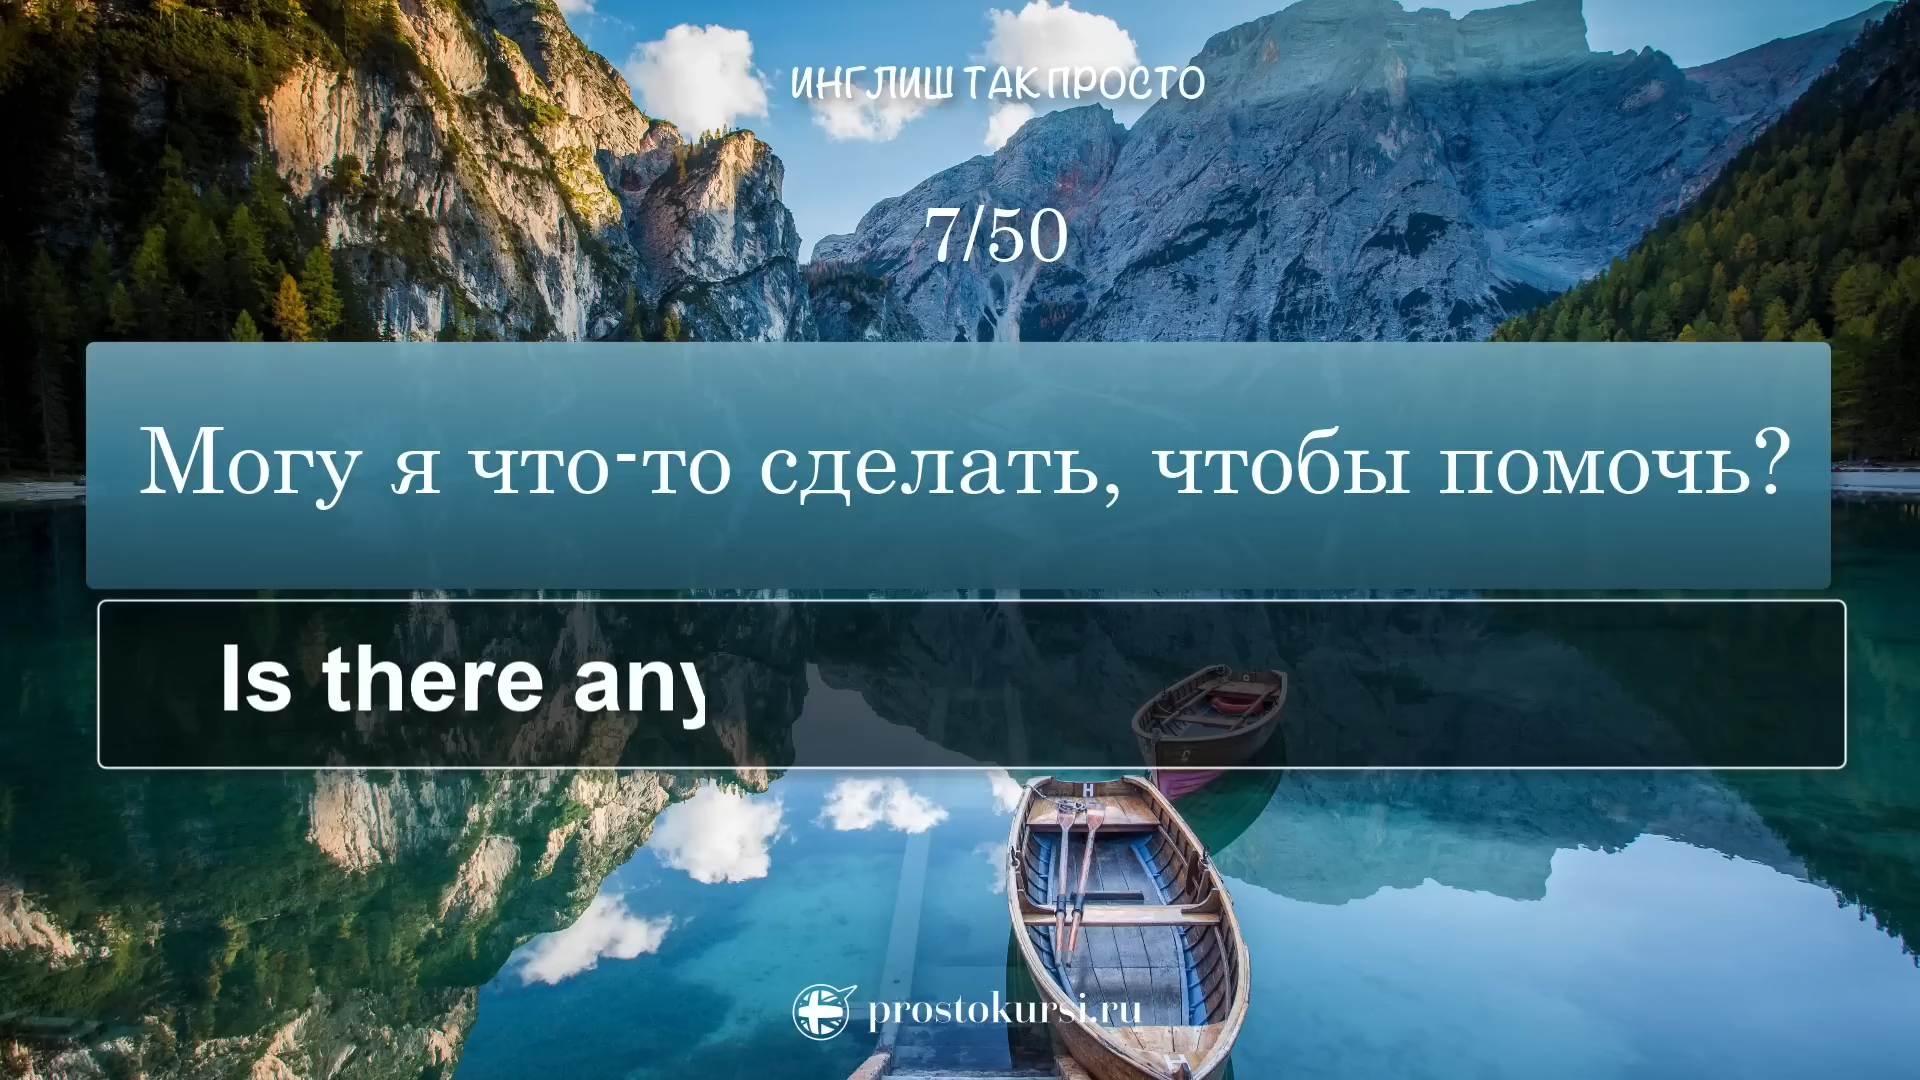 ИНГЛИШ ТАК ПРОСТО
7/50
Могу я что-то сделать, чтобы помочь?
Is there any
prostokursi.ru